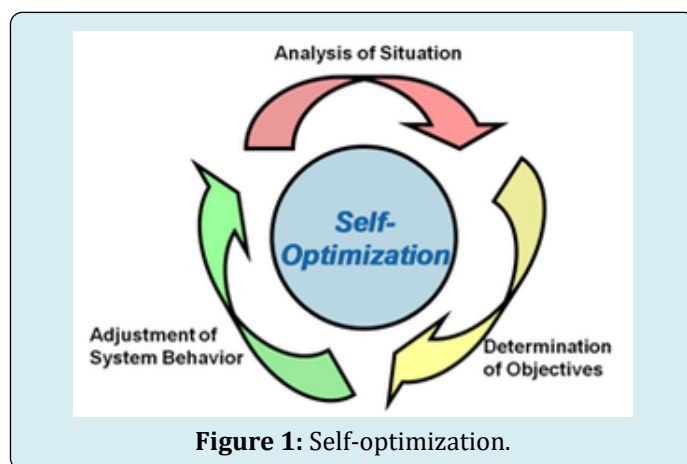 Analysis of Situation
Self-
Optimization
Adjustment of
System Behavior
Determination
of Objectives
Figure 1: Self-optimization.